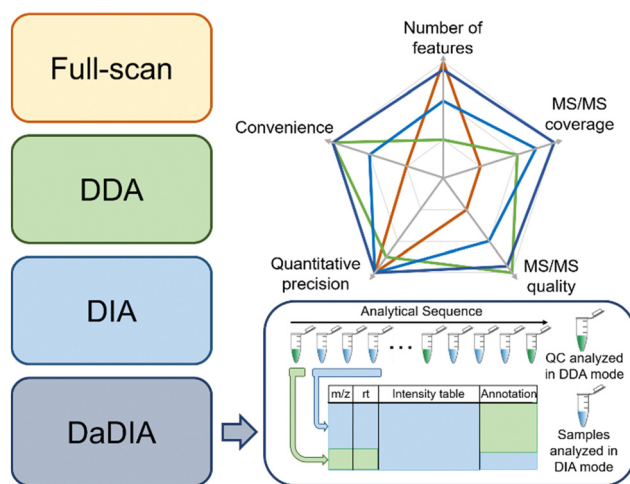 Full-scan
DDA
DIA
DaDIA
Number of
features
MS/MS
coverage
MS/MS
quality
Quantitative
precision
Convenience
Analytical Sequence
...
QC analyzed
in DDA mode
m/z rt Intensity table Annotation
Samples
analyzed in
DIA mode